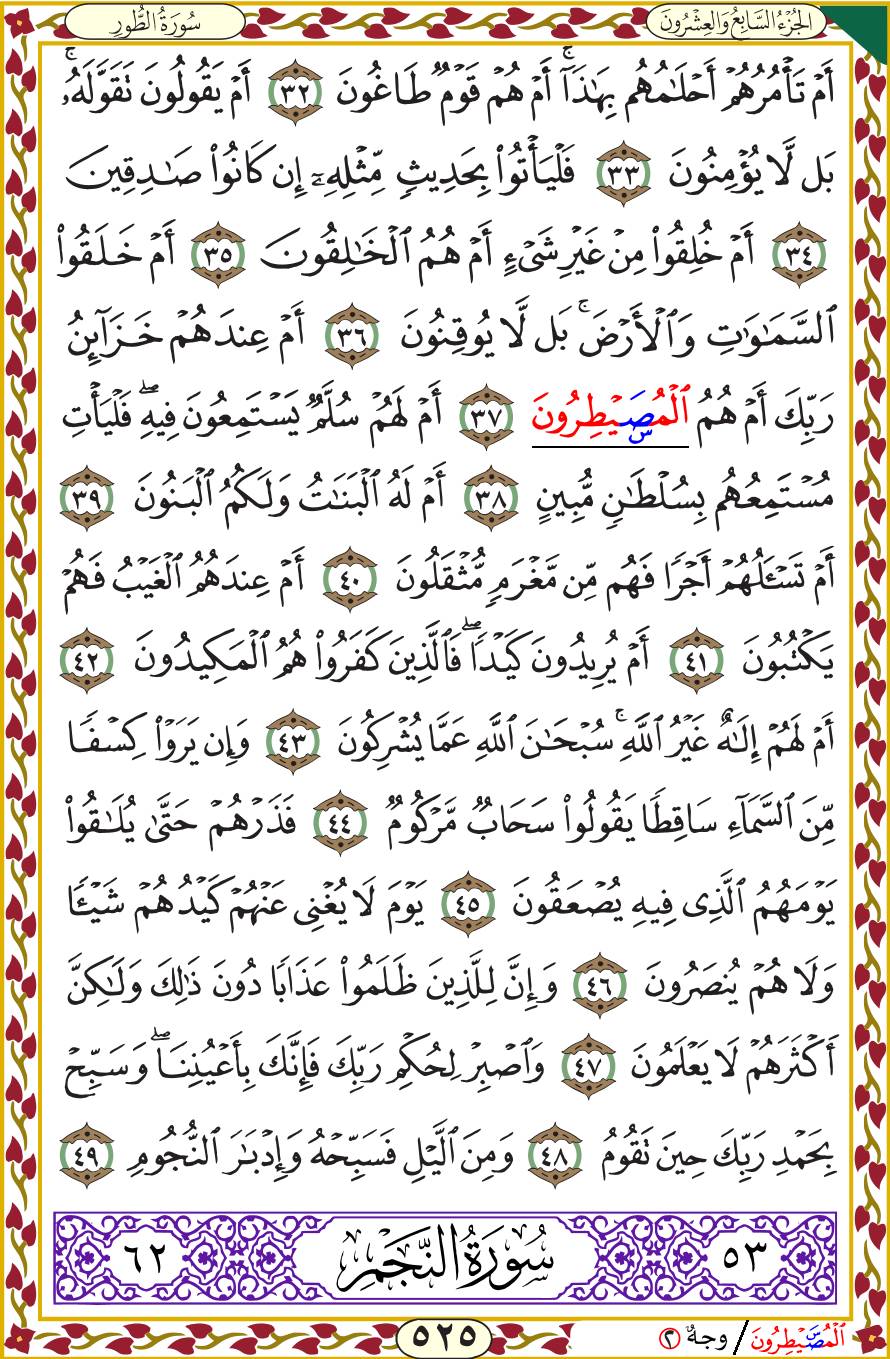 الجُزْءُ السَّابِعُ وَالعِشْرُونَ
سُورَةُ الطُّورِ
أَمْ تَأْمُرُهُمْ أَحْلَٰمُهُم بِهَٰذَآ ۚ أَمْ هُمْ قَوْمٌ طَاغُونَ ٣٢ أَمْ يَقُولُونَ تَقَوَّلَهُۥ ۚ
بَل لَّا يُؤْمِنُونَ ٣٣ فَلْيَأْتُوا۟ بِحَدِيثٍ مِّثْلِهِۦٓ إِن كَانُوا۟ صَٰدِقِينَ
٣٤ أَمْ خُلِقُوا۟ مِنْ غَيْرِ شَىْءٍ أَمْ هُمُ ٱلْخَٰلِقُونَ ٣٥ أَمْ خَلَقُوا۟
ٱلسَّمَٰوَٰتِ وَٱلْأَرْضَ ۚ بَل لَّا يُوقِنُونَ ٣٦ أَمْ عِندَهُمْ خَزَآئِنُ
رَبِّكَ أَمْ هُمُ ٱلْمُصَۣيْطِرُونَ ٣٧ أَمْ لَهُمْ سُلَّمٌ يَسْتَمِعُونَ فِيهِ ۖ فَلْيَأْتِ
مُسْتَمِعُهُم بِسُلْطَٰنٍ مُّبِينٍ ٣٨ أَمْ لَهُ ٱلْبَنَٰتُ وَلَكُمُ ٱلْبَنُونَ ٣٩
أَمْ تَسْـَٔلُهُمْ أَجْرًا فَهُم مِّن مَّغْرَمٍ مُّثْقَلُونَ ٤٠ أَمْ عِندَهُمُ ٱلْغَيْبُ فَهُمْ
يَكْتُبُونَ ٤١ أَمْ يُرِيدُونَ كَيْدًا ۖ فَٱلَّذِينَ كَفَرُوا۟ هُمُ ٱلْمَكِيدُونَ ٤٢
أَمْ لَهُمْ إِلَٰهٌ غَيْرُ ٱللَّهِ ۚ سُبْحَٰنَ ٱللَّهِ عَمَّا يُشْرِكُونَ ٤٣ وَإِن يَرَوْا۟ كِسْفًا
مِّنَ ٱلسَّمَآءِ سَاقِطًا يَقُولُوا۟ سَحَابٌ مَّرْكُومٌ ٤٤ فَذَرْهُمْ حَتَّىٰ يُلَٰقُوا۟
يَوْمَهُمُ ٱلَّذِى فِيهِ يُصْعَقُونَ ٤٥ يَوْمَ لَا يُغْنِى عَنْهُمْ كَيْدُهُمْ شَيْـًٔا
وَلَا هُمْ يُنصَرُونَ ٤٦ وَإِنَّ لِلَّذِينَ ظَلَمُوا۟ عَذَابًا دُونَ ذَٰلِكَ وَلَٰكِنَّ
أَكْثَرَهُمْ لَا يَعْلَمُونَ ٤٧ وَٱصْبِرْ لِحُكْمِ رَبِّكَ فَإِنَّكَ بِأَعْيُنِنَا ۖ وَسَبِّحْ
بِحَمْدِ رَبِّكَ حِينَ تَقُومُ ٤٨ وَمِنَ ٱلَّيْلِ فَسَبِّحْهُ وَإِدْبَٰرَ ٱلنُّجُومِ ٤٩
٥٣ سُورَةُ النَّجْمِ ٦٢
ٱلْمُصَۣيْطِرُونَ / وجهٌ ٢
٥٢٥